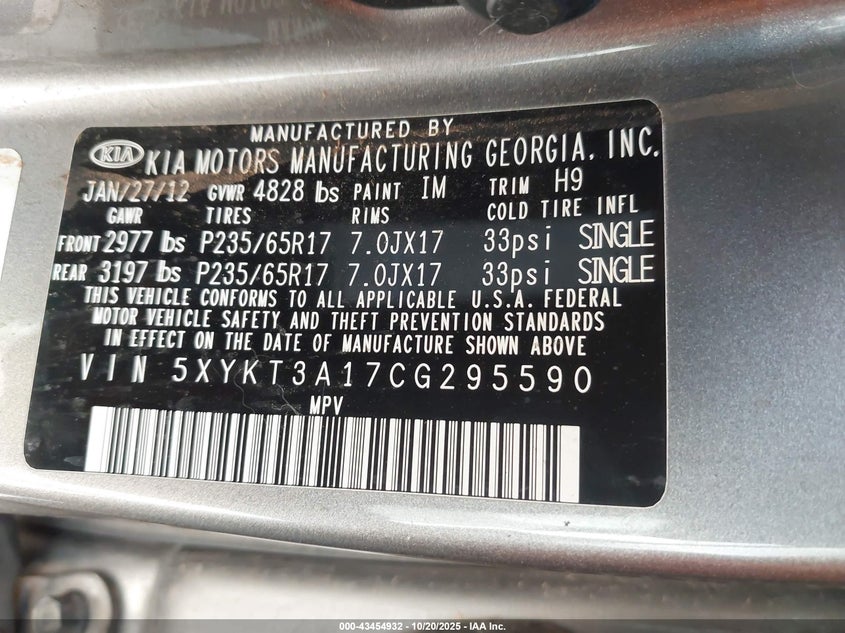 MANUFACTURED BY
KIA KIA MOTORS MANUFACTURING GEORGIA, INC.
JAN/27/12 GVWR 4828 lbs PAINT IM TRIM H9
GAWR TIRES RIMS COLD TIRE INFL
FRONT 2977 lbs P235/65R17 7.0JX17 33psi SINGLE
REAR 3197 lbs P235/65R17 7.0JX17 33psi SINGLE
THIS VEHICLE CONFORMS TO ALL APPLICABLE U.S.A. FEDERAL
MOTOR VEHICLE SAFETY AND THEFT PREVENTION STANDARDS
IN EFFECT ON THE DATE OF MANUFACTURE SHOWN ABOVE
VIN 5XYKT3A17CG295590
MPV
000-43454932 - 10/20/2025 - IAA Inc.